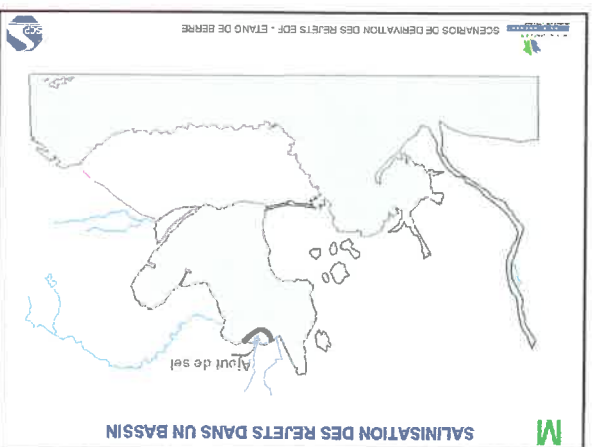 M
SALINISATION DES REJETS DANS UN BASSIN
Ajout de sel
SCENARIOS DE DERIVATION DES REJETS EDF - ETANG DE BERRE